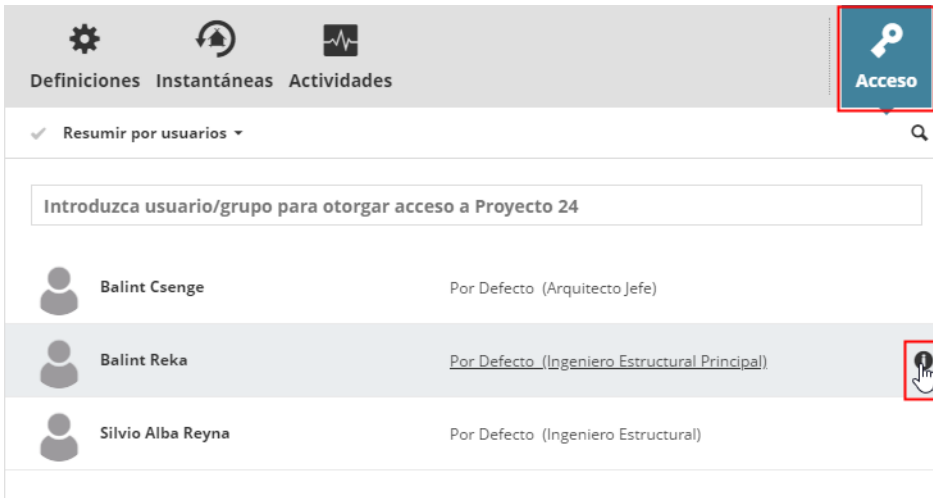 Definiciones Instantáneas Actividades Acceso
Resumir por usuarios
Introduzca usuario/grupo para otorgar acceso a Proyecto 24
Balint Csenge Por Defecto (Arquitecto Jefe)
Balint Reka Por Defecto (Ingeniero Estructural Principal)
Silvio Alba Reyna Por Defecto (Ingeniero Estructural)